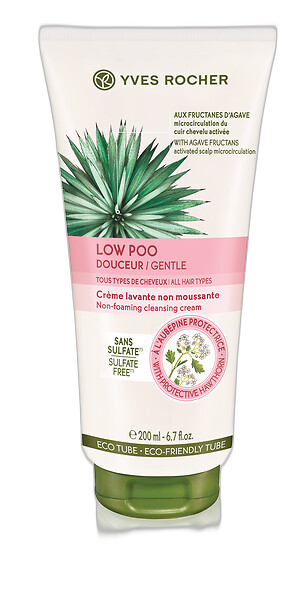 YVES ROCHER
AUX FRUCTANES D'AGAVE
microcirculation du
cuir chevelu activée
WITH AGAVE FRUCTANS
activated scalp microcirculation
LOW POO
DOUCEUR / GENTLE
TOUS TYPES DE CHEVEUX | ALL HAIR TYPES
Crème lavante non moussante
Non-foaming cleansing cream
SANS
SULFATE(1)
SULFATE
FREE(1)
À L'AUBÉPINE PROTECTRICE
WITH PROTECTIVE HAWTHORN
℮ 200 ml - 6.7 fl.oz.
ECO TUBE • ECO-FRIENDLY TUBE